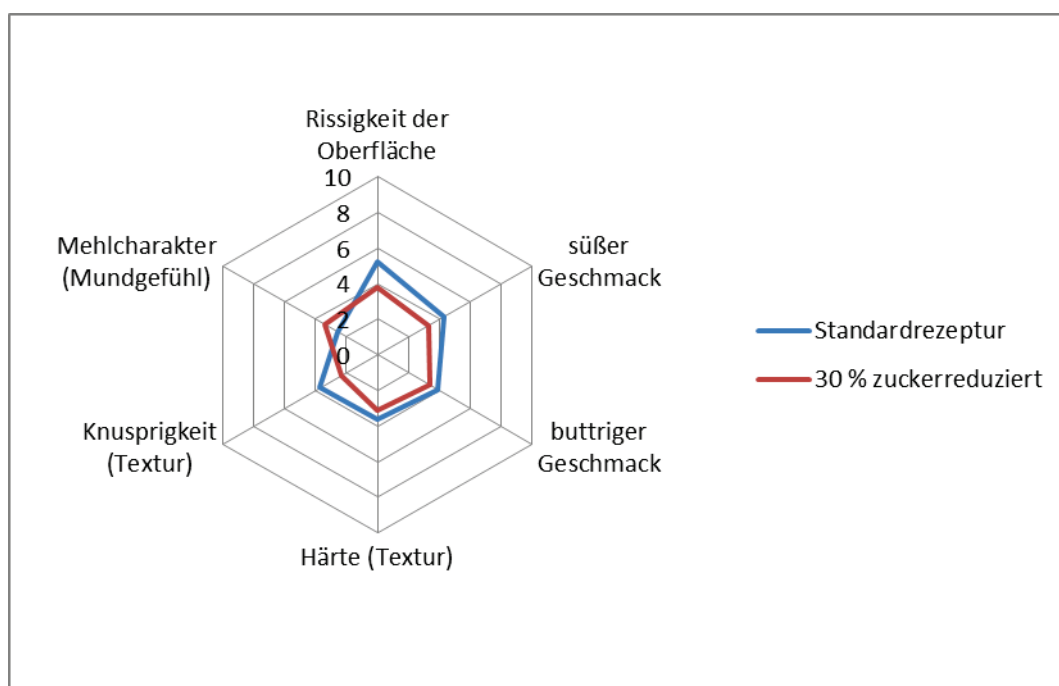 Rissigkeit der
Oberfläche
10
8
6
4
2
0
Mehlcharakter
(Mundgefühl)
süßer
Geschmack
Knusprigkeit
(Textur)
buttriger
Geschmack
Härte (Textur)
Standardrezeptur
30 % zuckerreduziert